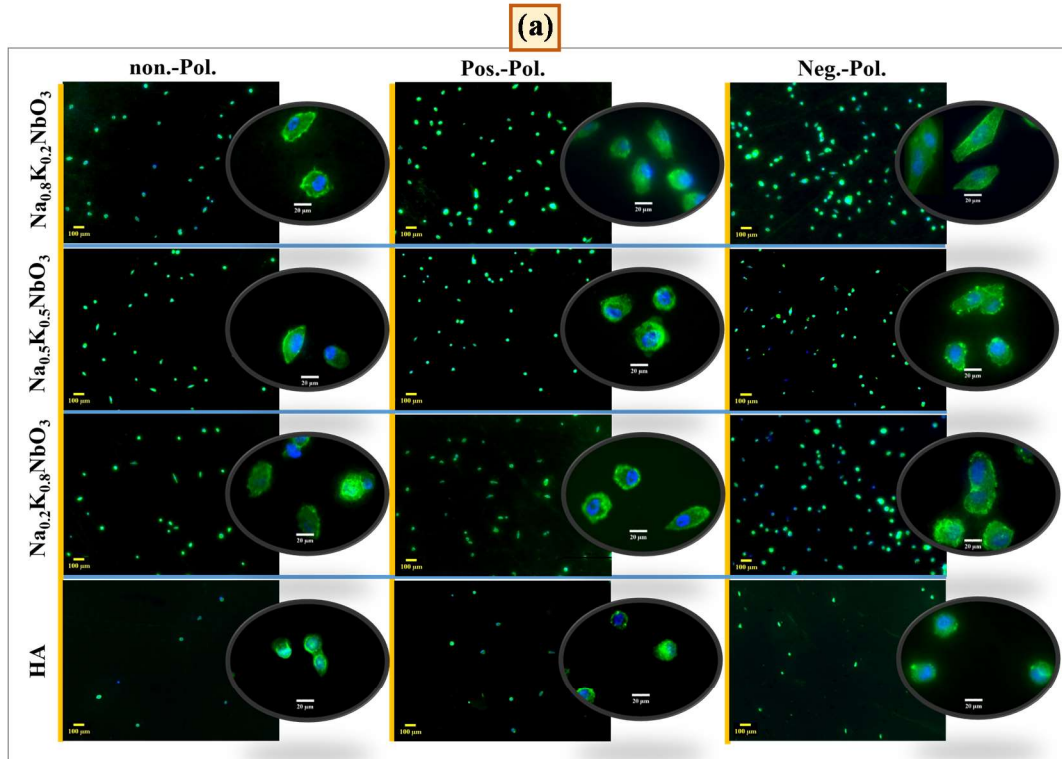 (a)
non.-Pol. Pos.-Pol. Neg.-Pol.
Na₀.₈K₀.₂NbO₃
100 µm 20 µm 100 µm 20 µm 100 µm 20 µm
Na₀.₅K₀.₅NbO₃
100 µm 20 µm 100 µm 20 µm 100 µm 20 µm
Na₀.₂K₀.₈NbO₃
100 µm 20 µm 100 µm 20 µm 100 µm 20 µm
HA
100 µm 20 µm 100 µm 20 µm 100 µm 20 µm